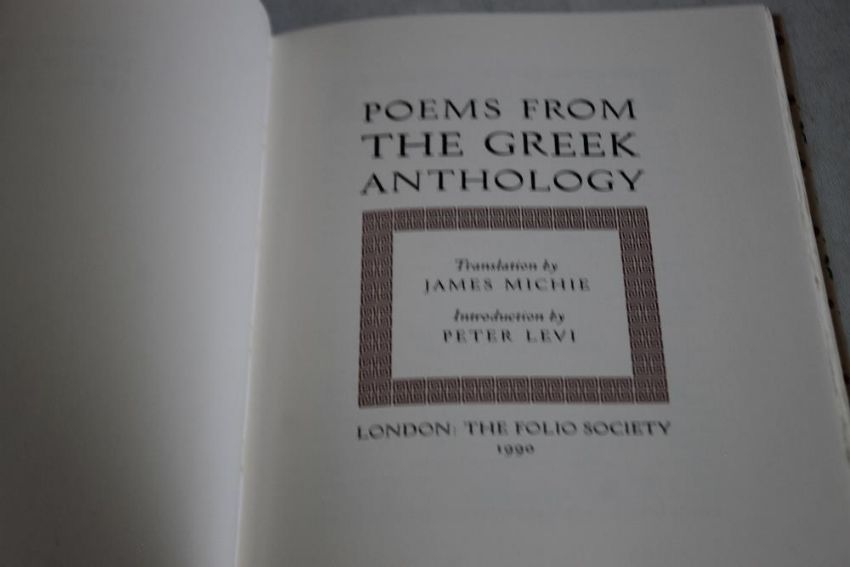 POEMS FROM
THE GREEK
ANTHOLOGY
Translation by
JAMES MICHIE
Introduction by
PETER LEVI
LONDON: THE FOLIO SOCIETY
1990